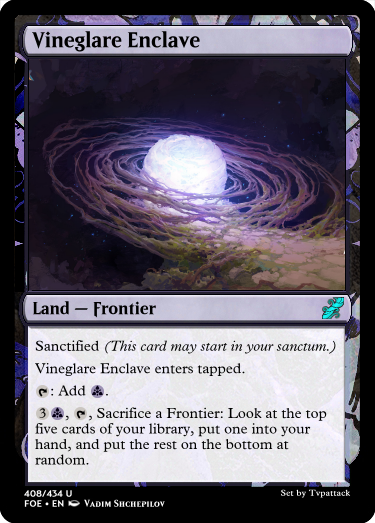 Vineglare Enclave
Land — Frontier
Sanctified (This card may start in your sanctum.)
Vineglare Enclave enters tapped.
: Add .
3 , , Sacrifice a Frontier: Look at the top
five cards of your library, put one into your
hand, and put the rest on the bottom at
random.
408/434 U
Set by Tvpattack
FOE • EN Vadim Shchepilov